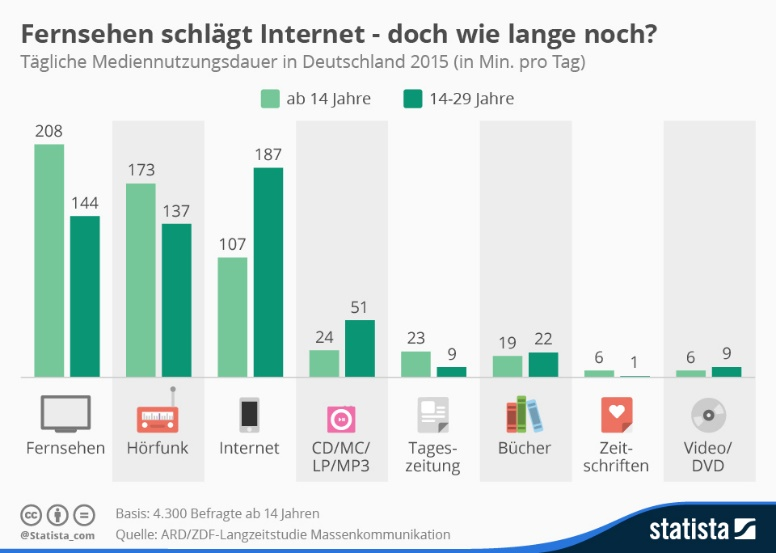 Fernsehen schlägt Internet - doch wie lange noch?
Tägliche Mediennutzungsdauer in Deutschland 2015 (in Min. pro Tag)
ab 14 Jahre 14-29 Jahre
208 144 173 137 107 187 24 51 23 9 19 22 6 1 6 9
Fernsehen Hörfunk Internet CD/MC/ Tages- Bücher Zeit- Video/
LP/MP3 zeitung schriften DVD
cc
@Statista_com
Basis: 4.300 Befragte ab 14 Jahren
Quelle: ARD/ZDF-Langzeitstudie Massenkommunikation
statista